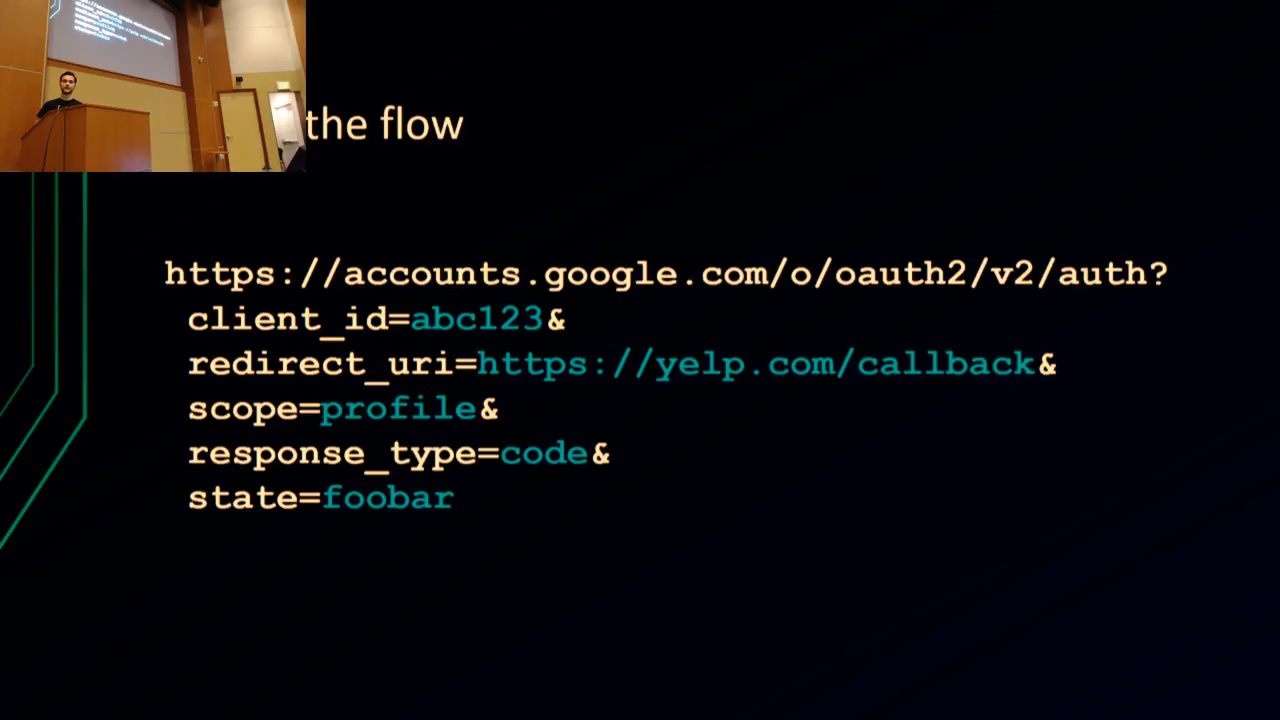 the flow
https://accounts.google.com/o/oauth2/v2/auth?
client_id=abc123&
redirect_uri=https://yelp.com/callback&
scope=profile&
response_type=code&
state=foobar